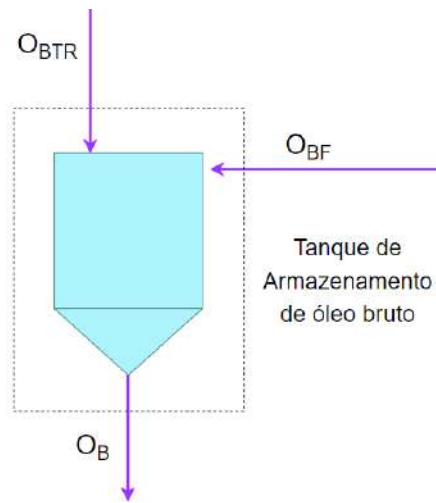 O_BTR
O_BF
Tanque de
Armazenamento
de óleo bruto
O_B